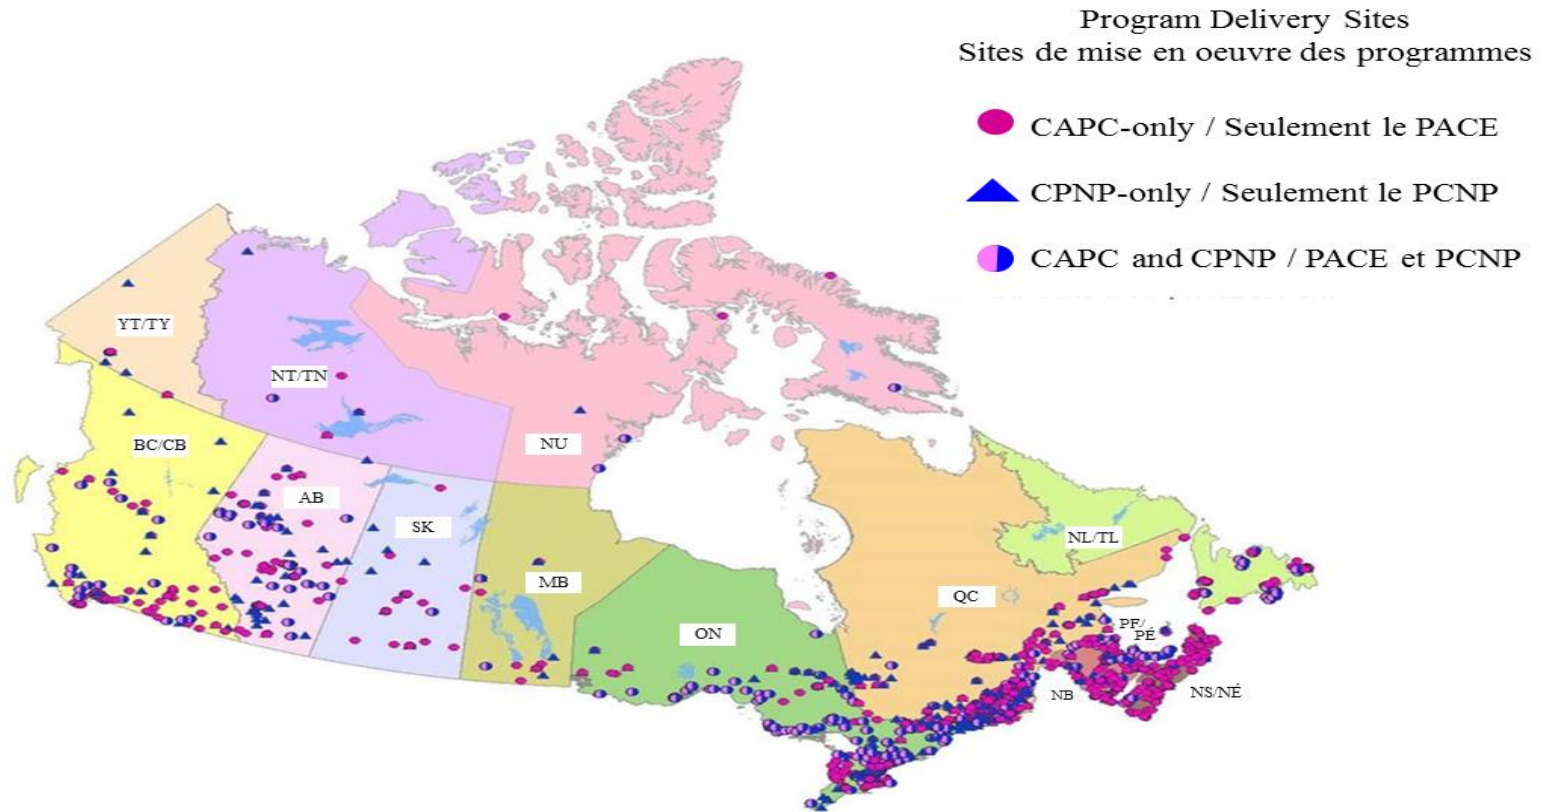 Program Delivery Sites
Sites de mise en oeuvre des programmes
CAPC-only / Seulement le PACE
CPNP-only / Seulement le PCNP
CAPC and CPNP / PACE et PCNP
YT/TY
NT/TN
NU
BC/CB
AB
SK
MB
ON
QC
NL/TL
PF/
PÉ
NB
NS/NÉ